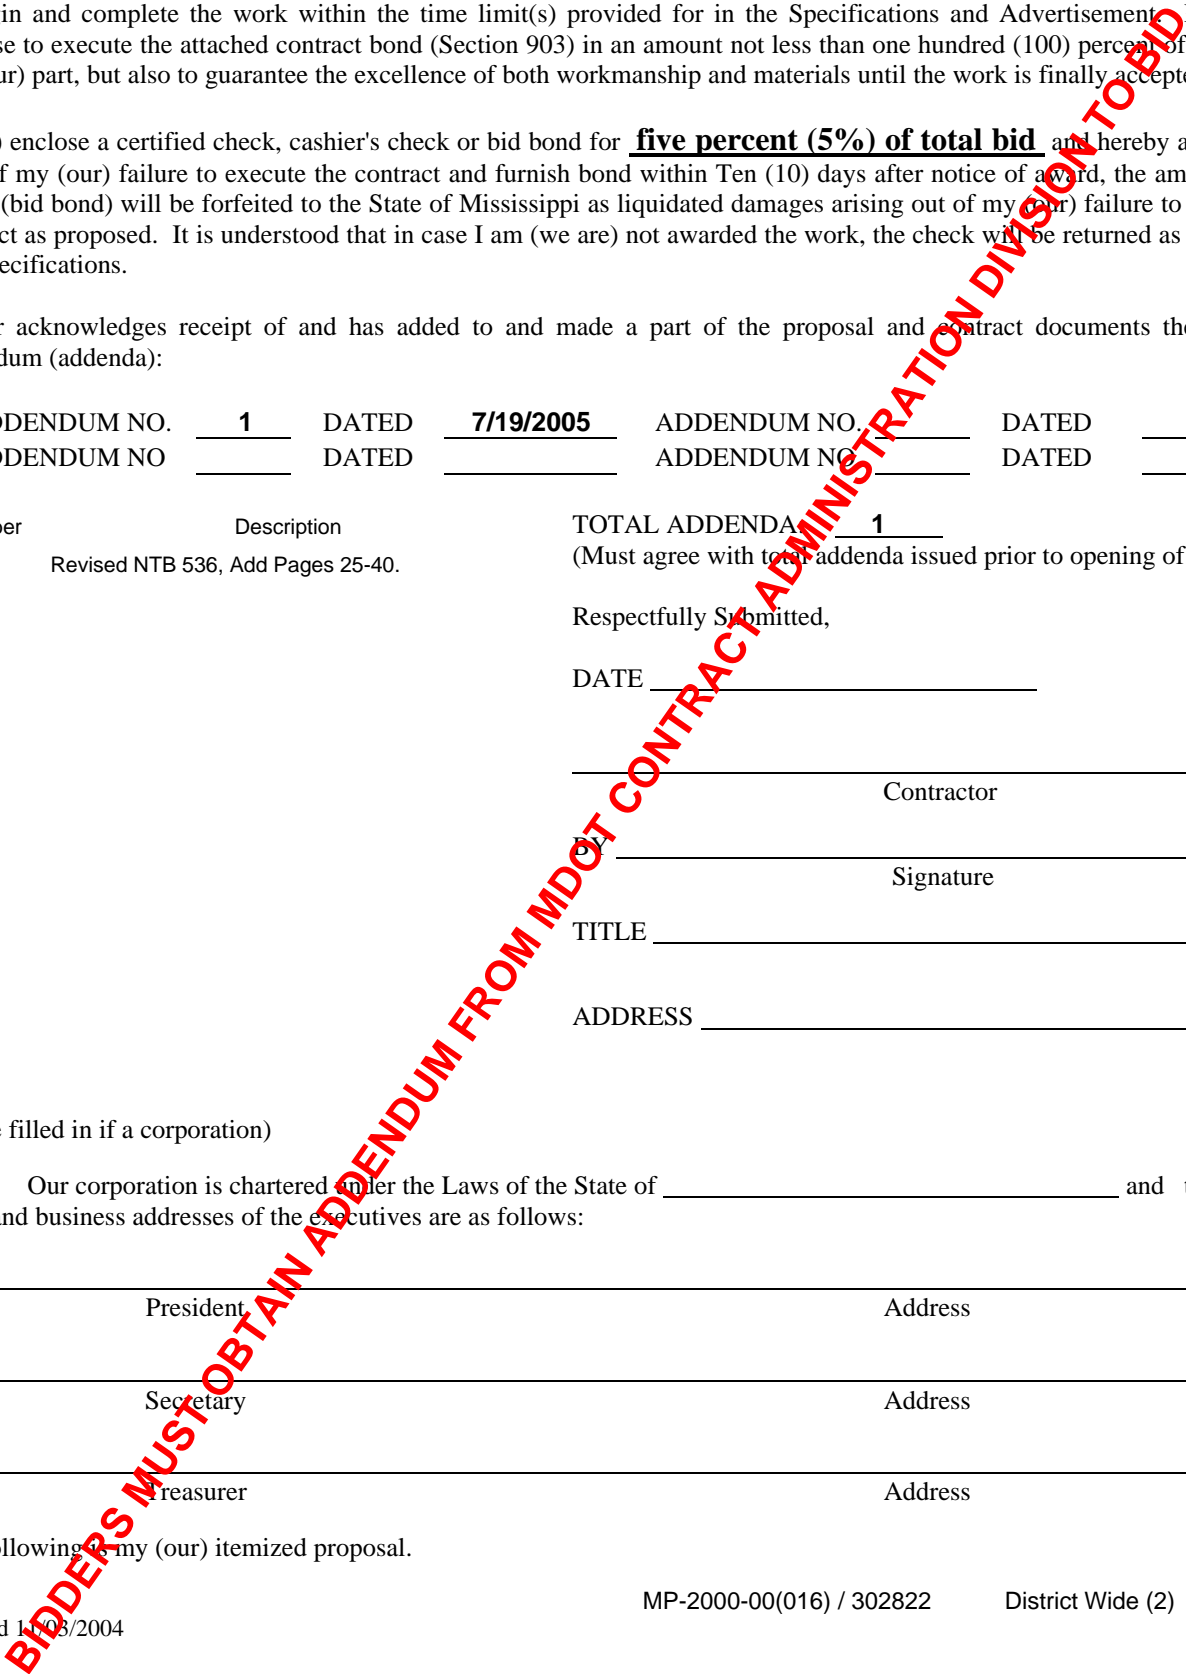 in and complete the work within the time limit(s) provided for in the Specifications and Advertisement.
se to execute the attached contract bond (Section 903) in an amount not less than one hundred (100) percent of
ur) part, but also to guarantee the excellence of both workmanship and materials until the work is finally accepte
) enclose a certified check, cashier's check or bid bond for five percent (5%) of total bid and hereby a
f my (our) failure to execute the contract and furnish bond within Ten (10) days after notice of award, the am
(bid bond) will be forfeited to the State of Mississippi as liquidated damages arising out of my (our) failure to
ct as proposed. It is understood that in case I am (we are) not awarded the work, the check will be returned as
ecifications.
r acknowledges receipt of and has added to and made a part of the proposal and contract documents the
dum (addenda):
DDENDUM NO. 1 DATED 7/19/2005 ADDENDUM NO. DATED
DDENDUM NO DATED ADDENDUM NO DATED
ber Description TOTAL ADDENDA: 1
Revised NTB 536, Add Pages 25-40. (Must agree with total addenda issued prior to opening of
Respectfully Submitted,
DATE
Contractor
BY
Signature
TITLE
ADDRESS
e filled in if a corporation)
Our corporation is chartered under the Laws of the State of and t
and business addresses of the executives are as follows:
President Address
Secretary Address
Treasurer Address
ollowing is my (our) itemized proposal.
MP-2000-00(016) / 302822 District Wide (2)
d 11/03/2004
BIDDERS MUST OBTAIN ADDENDUM FROM MDOT CONTRACT ADMINISTRATION DIVISION TO BID